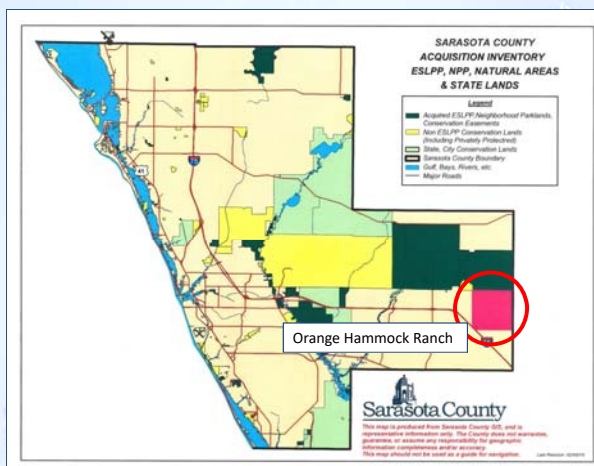 SARASOTA COUNTY
ACQUISITION INVENTORY
ESLPP, NPP, NATURAL AREAS
& STATE LANDS
Legend
Acquired ESLPP, Neighborhood Parklands,
Conservation Easements
Non ESLPP Conservation Lands
(Including Privately Protected)
State, City Conservation Lands
Sarasota County Boundary
Gulf, Bays, Rivers, etc.
Major Roads
75
41
Orange Hammock Ranch
Sarasota County
This map is produced from Sarasota County GIS, and is
representative information only. The County does not warrantee,
guarantee, or assume any responsibility for geographic
information completeness and/or accuracy.
This map should not be used as a guide for navigation.